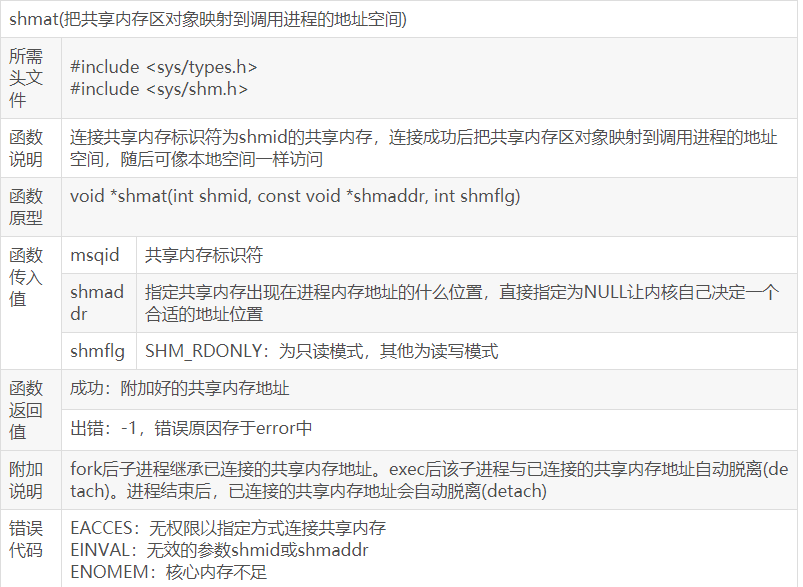 shmat(把共享内存区对象映射到调用进程的地址空间)
所需
头文
件
#include <sys/types.h>
#include <sys/shm.h>
函数
说明
连接共享内存标识符为shmid的共享内存，连接成功后把共享内存区对象映射到调用进程的地址
空间，随后可像本地空间一样访问
函数
原型
void *shmat(int shmid, const void *shmaddr, int shmflg)
函数
传入
值
msqid
共享内存标识符
shmad
dr
指定共享内存出现在进程内存地址的什么位置，直接指定为NULL让内核自己决定一个
合适的地址位置
shmflg
SHM_RDONLY：为只读模式，其他为读写模式
函数
返回
值
成功：附加好的共享内存地址
出错：-1，错误原因存于error中
附加
说明
fork后子进程继承已连接的共享内存地址。exec后该子进程与已连接的共享内存地址自动脱离(de
tach)。进程结束后，已连接的共享内存地址会自动脱离(detach)
错误
代码
EACCES：无权限以指定方式连接共享内存
EINVAL：无效的参数shmid或shmaddr
ENOMEM：核心内存不足